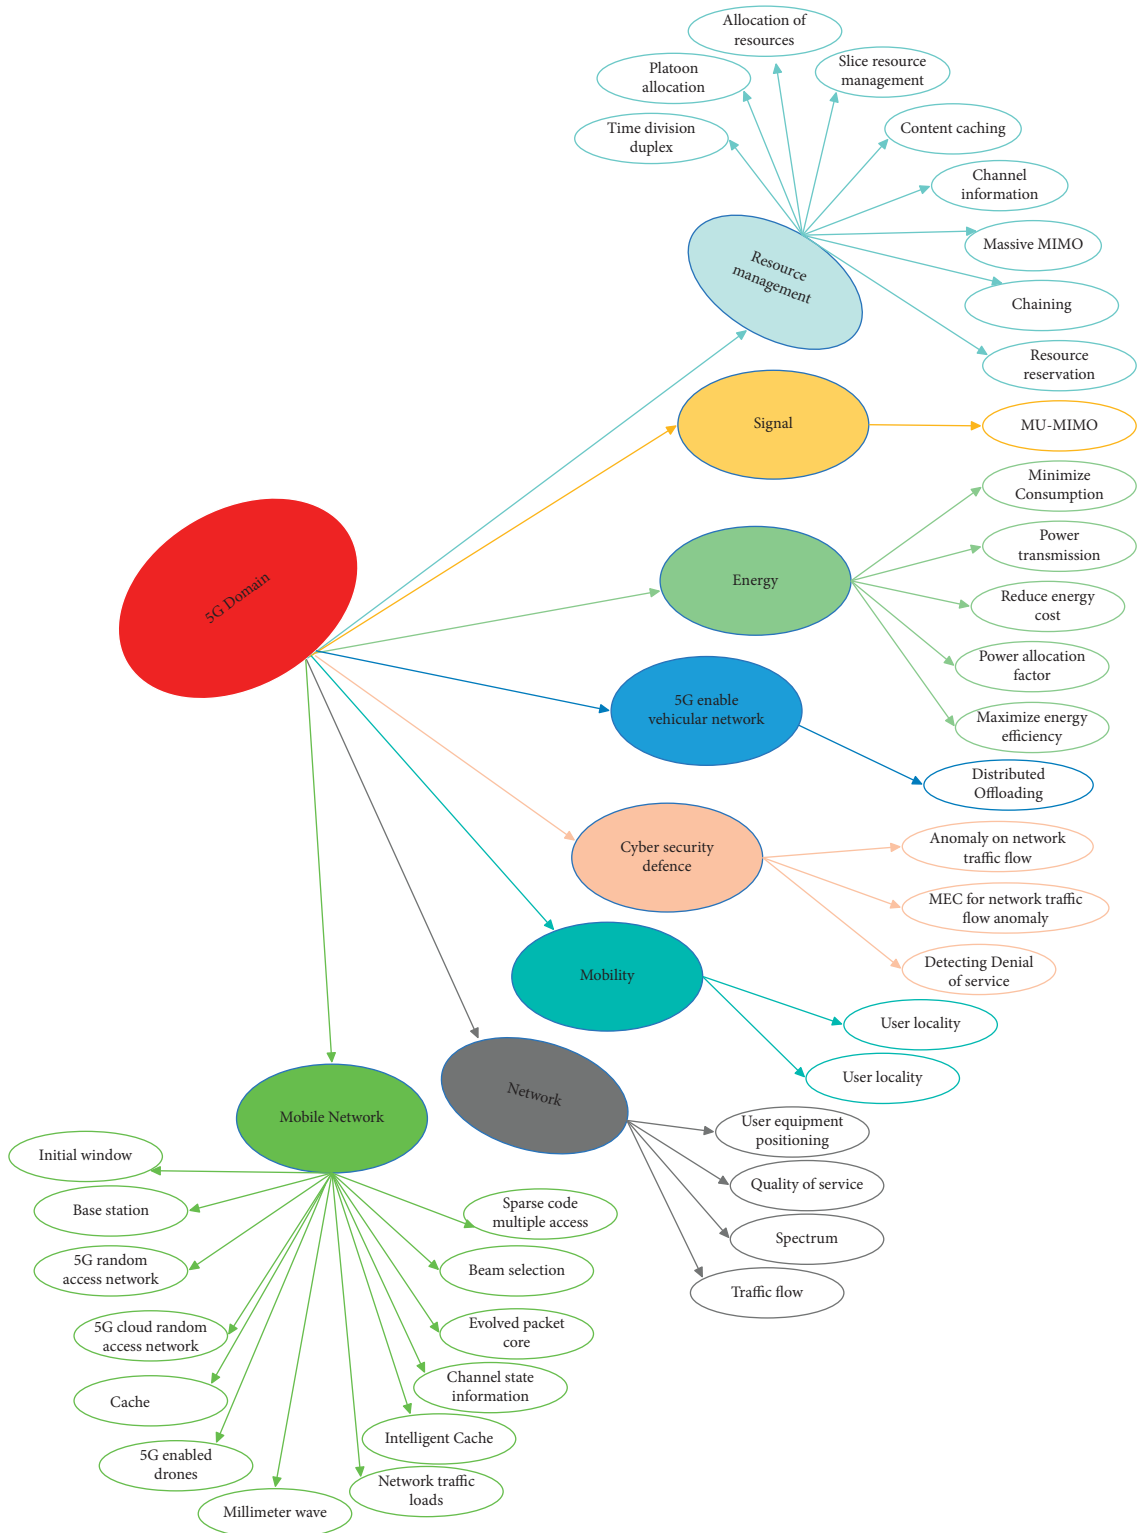 Allocation of
resources
Platoon
allocation
Slice resource
management
Time division
duplex
Content caching
Channel
information
Massive MIMO
Chaining
Resource
reservation
Resource
management
Signal
MU-MIMO
Minimize
Consumption
Power
transmission
Energy
Reduce energy
cost
Power allocation
factor
Maximize energy
efficiency
5G Domain
5G enable
vehicular network
Distributed
Offloading
Cyber security
defence
Anomaly on network
traffic flow
MEC for network traffic
flow anomaly
Detecting Denial
of service
Mobility
User locality
User locality
Network
User equipment
positioning
Quality of service
Spectrum
Traffic flow
Mobile Network
Initial window
Base station
5G random
access network
5G cloud random
access network
Cache
5G enabled
drones
Millimeter wave
Network traffic
loads
Intelligent Cache
Channel state
information
Evolved packet
core
Beam selection
Sparse code
multiple access